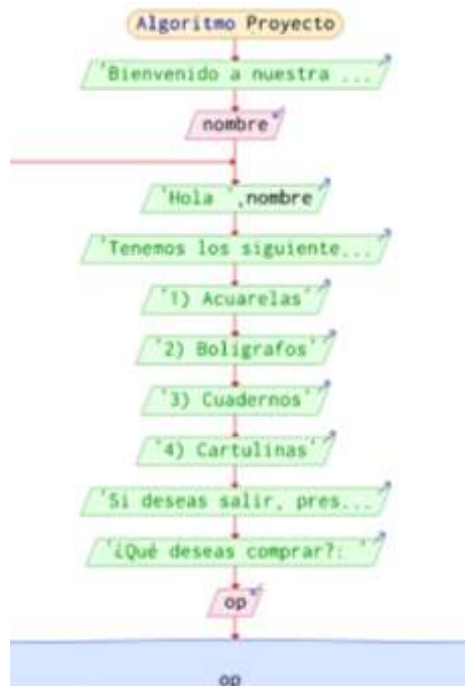 Algoritmo Proyecto
'Bienvenido a nuestra ...
nombre
'Hola ',nombre
'Tenemos los siguiente...
'1) Acuarelas'
'2) Boligrafos'
'3) Cuadernos'
'4) Cartulinas'
'Si deseas salir, pres...
'¿Qué deseas comprar?: '
op
op